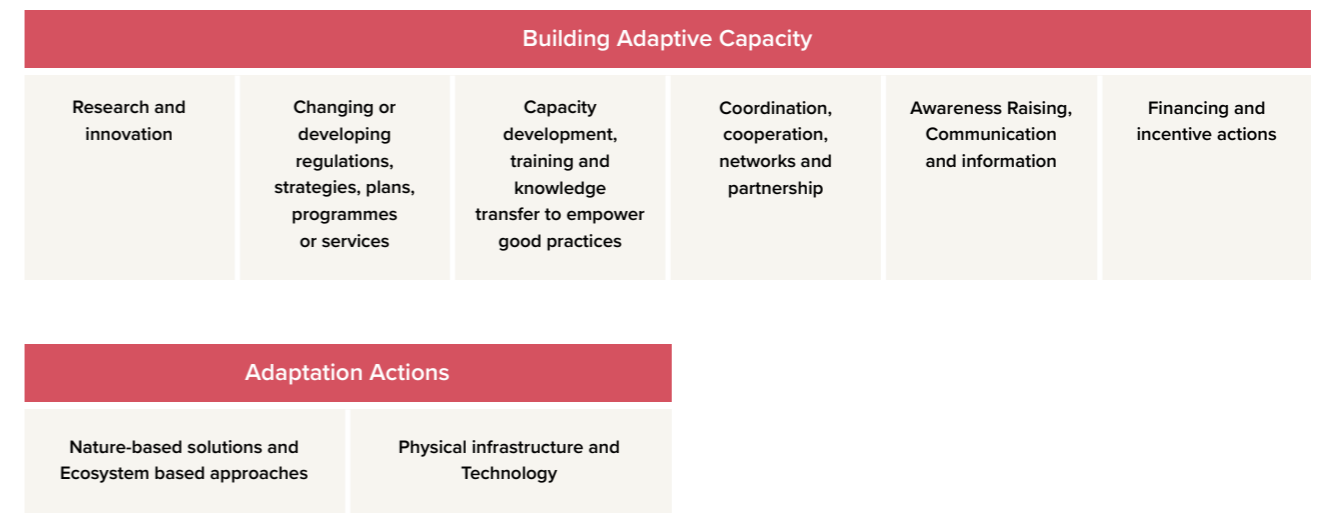 Building Adaptive Capacity
Research and
innovation
Changing or
developing
regulations,
strategies, plans,
programmes
or services
Capacity
development,
training and
knowledge
transfer to empower
good practices
Coordination,
cooperation,
networks and
partnership
Awareness Raising,
Communication
and information
Financing and
incentive actions
Adaptation Actions
Nature-based solutions and
Ecosystem based approaches
Physical infrastructure and
Technology